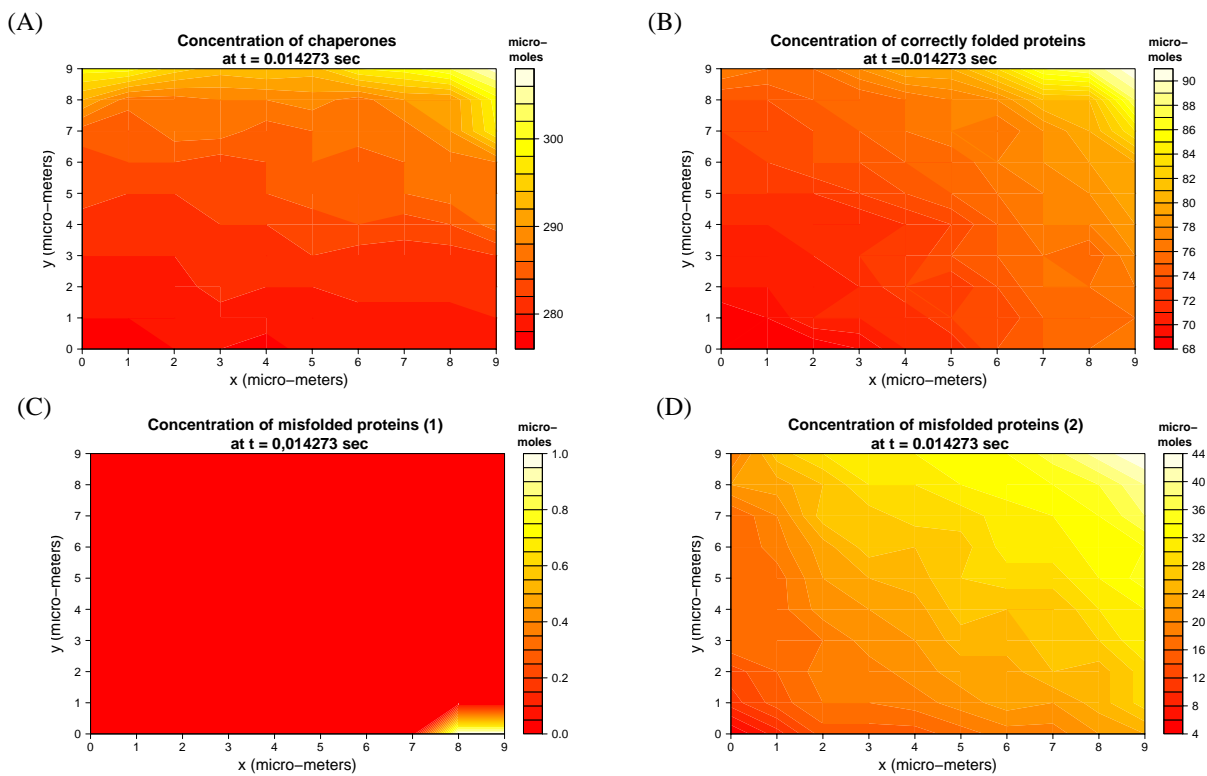 (A)
Concentration of chaperones
at t = 0.014273 sec
micro−
moles
9
8
7
6
5
4
3
2
1
0
y (micro−meters)
300
290
280
0 1 2 3 4 5 6 7 8 9
x (micro−meters)
(B)
Concentration of correctly folded proteins
at t =0.014273 sec
micro−
moles
9
8
7
6
5
4
3
2
1
0
y (micro−meters)
90
88
86
84
82
80
78
76
74
72
70
68
0 1 2 3 4 5 6 7 8 9
x (micro−meters)
(C)
Concentration of misfolded proteins (1)
at t = 0,014273 sec
micro−
moles
9
8
7
6
5
4
3
2
1
0
y (micro−meters)
1.0
0.8
0.6
0.4
0.2
0.0
0 1 2 3 4 5 6 7 8 9
x (micro−meters)
(D)
Concentration of misfolded proteins (2)
at t = 0.014273 sec
micro−
moles
9
8
7
6
5
4
3
2
1
0
y (micro−meters)
44
40
36
32
28
24
20
16
12
8
4
0 1 2 3 4 5 6 7 8 9
x (micro−meters)